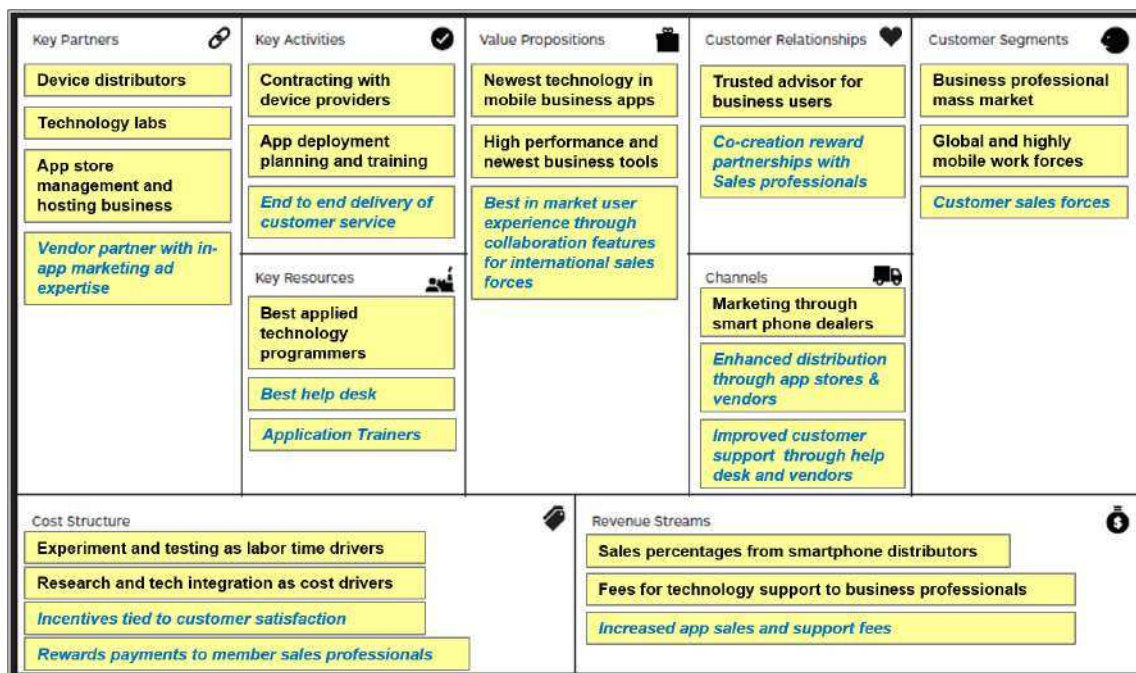 Key Partners
Device distributors
Technology labs
App store
management and
hosting business
Vendor partner with in-
app marketing ad
expertise
Key Activities
Contracting with
device providers
App deployment
planning and training
End to end delivery of
customer service
Key Resources
Best applied
technology
programmers
Best help desk
Application Trainers
Value Propositions
Newest technology in
mobile business apps
High performance and
newest business tools
Best in market user
experience through
collaboration features
for international sales
forces
Customer Relationships
Trusted advisor for
business users
Co-creation reward
partnerships with
Sales professionals
Channels
Marketing through
smart phone dealers
Enhanced distribution
through app stores &
vendors
Improved customer
support through help
desk and vendors
Customer Segments
Business professional
mass market
Global and highly
mobile work forces
Customer sales forces
Cost Structure
Experiment and testing as labor time drivers
Research and tech integration as cost drivers
Incentives tied to customer satisfaction
Rewards payments to member sales professionals
Revenue Streams
$
Sales percentages from smartphone distributors
Fees for technology support to business professionals
Increased app sales and support fees